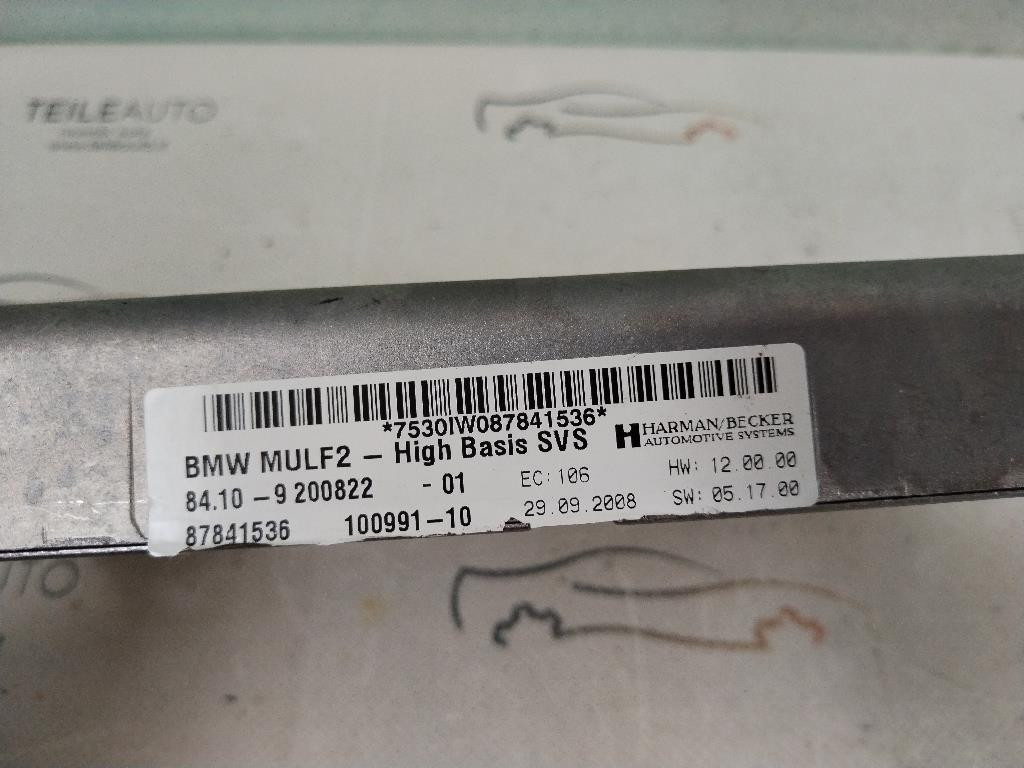 TEILEAUTO
*7530IW087841536*
BMW MULF2 – High Basis SVS
HARMAN/BECKER
AUTOMOTIVE SYSTEMS
84.10 – 9 200822 - 01
EC: 106
HW: 12.00.00
87841536
100991–10
29.09.2008
SW: 05.17.00